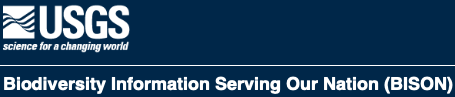 USGS
science for a changing world
Biodiversity Information Serving Our Nation (BISON)